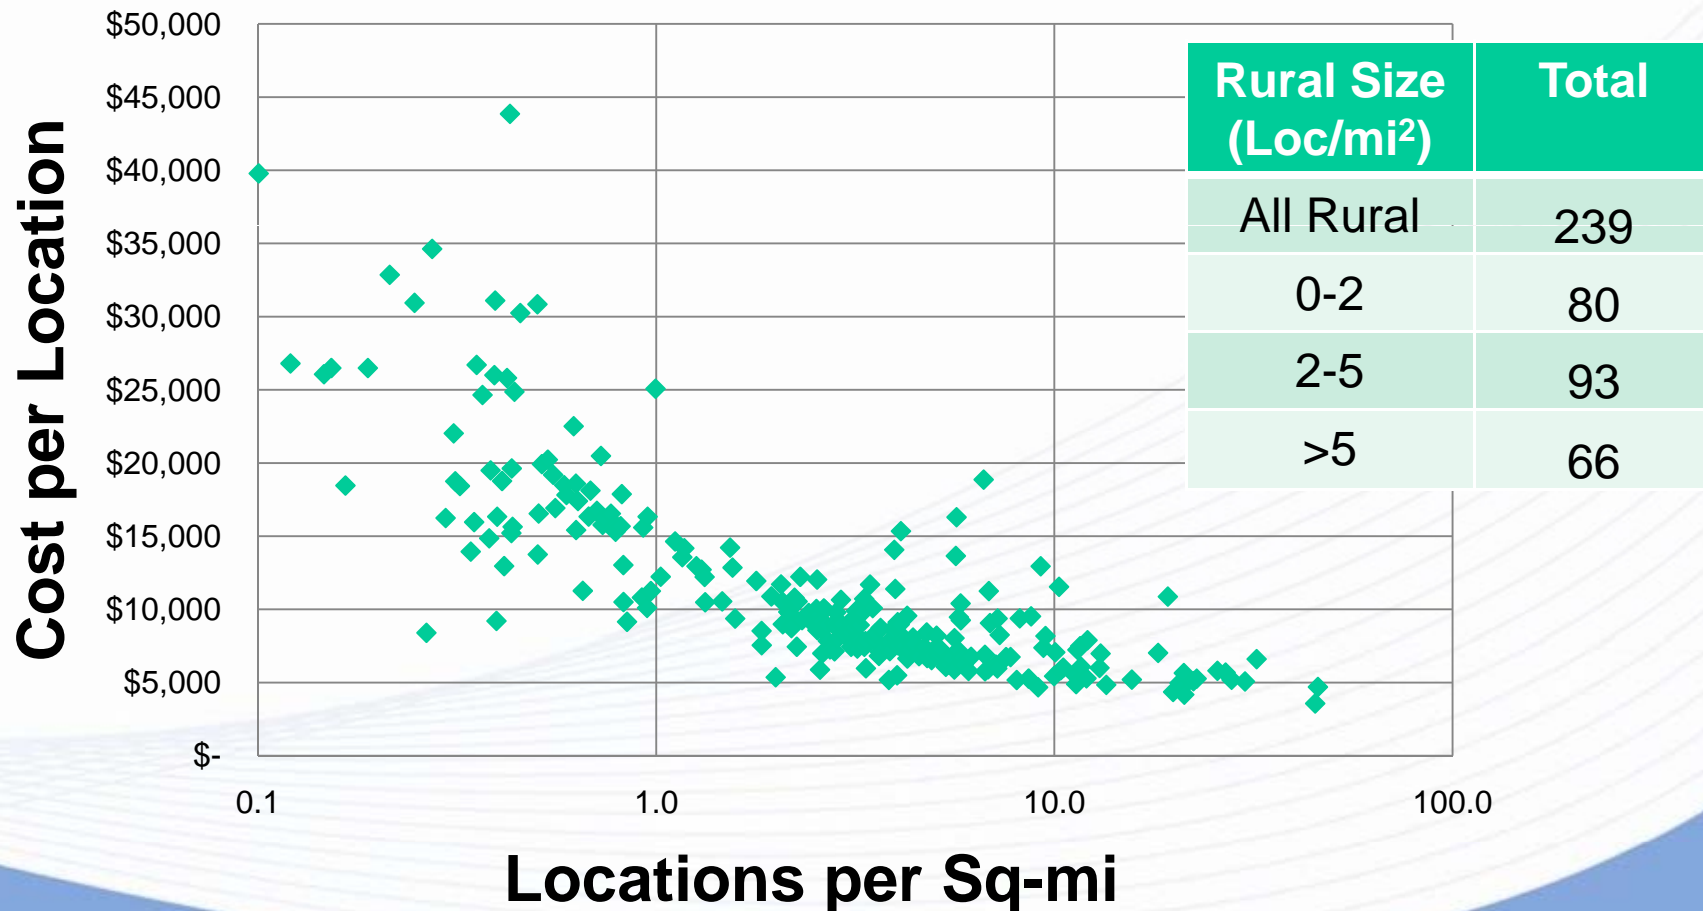 $50,000
$45,000
$40,000
$35,000
$30,000
$25,000
$20,000
$15,000
$10,000
$5,000
$-
Cost per Location
0.1 1.0 10.0 100.0
Locations per Sq-mi
Rural Size Total
(Loc/mi²)
All Rural 239
0-2 80
2-5 93
>5 66